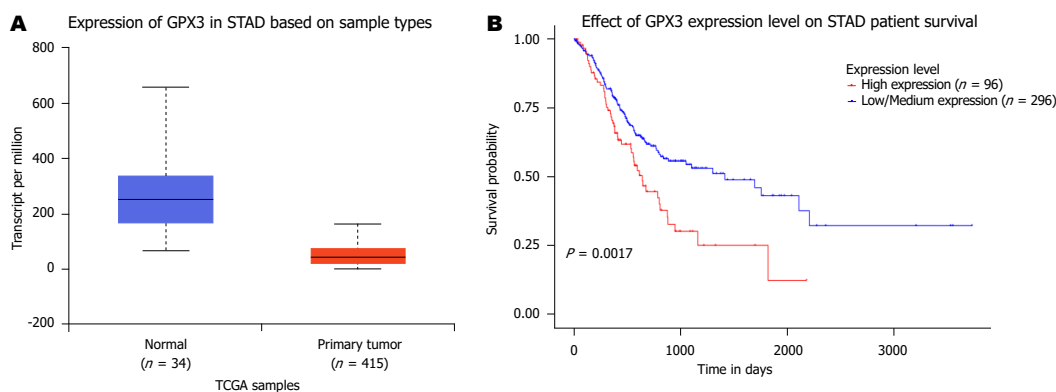 A
Expression of GPX3 in STAD based on sample types
Transcript per million
800
600
400
200
0
-200
Normal
(n = 34)
Primary tumor
(n = 415)
TCGA samples
B
Effect of GPX3 expression level on STAD patient survival
Survival probability
1.00
0.75
0.50
0.25
0.00
Expression level
High expression (n = 96)
Low/Medium expression (n = 296)
P = 0.0017
0 1000 2000 3000
Time in days